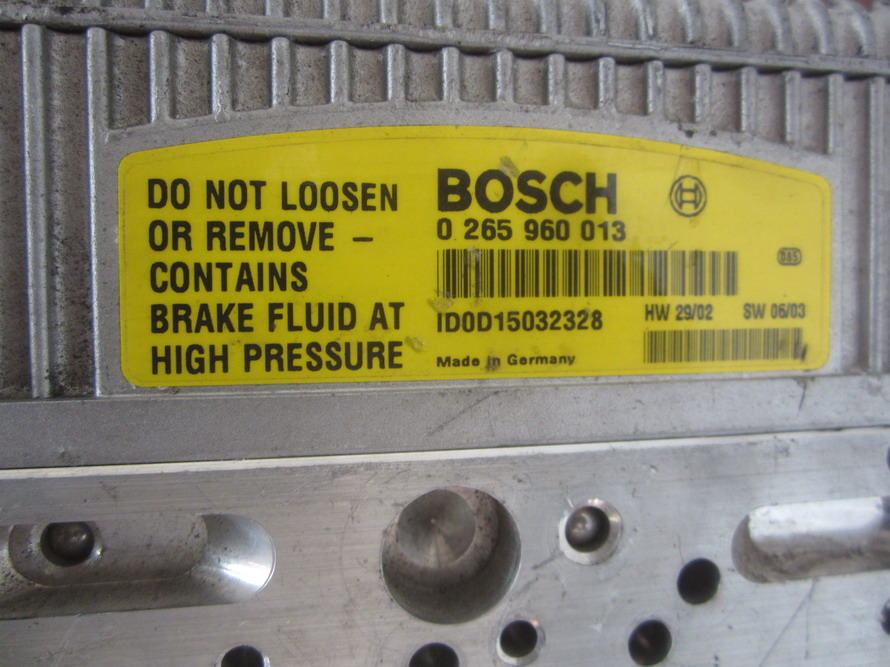 DO NOT LOOSEN
OR REMOVE –
CONTAINS
BRAKE FLUID AT
HIGH PRESSURE
BOSCH
0 265 960 013
ID0D15032328
Made in Germany
HW 29/02 SW 06/03